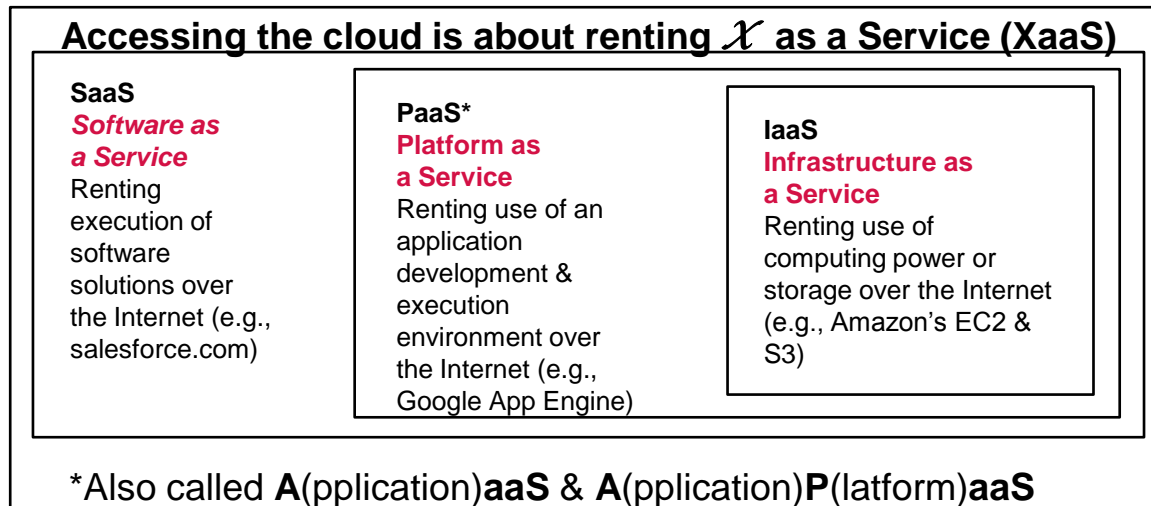 Accessing the cloud is about renting 𝒳 as a Service (XaaS)
SaaS
Software as
a Service
Renting
execution of
software
solutions over
the Internet (e.g.,
salesforce.com)
PaaS*
Platform as
a Service
Renting use of an
application
development &
execution
environment over
the Internet (e.g.,
Google App Engine)
IaaS
Infrastructure as
a Service
Renting use of
computing power or
storage over the Internet
(e.g., Amazon's EC2 &
S3)
*Also called A(pplication)aaS & A(pplication)P(latform)aaS